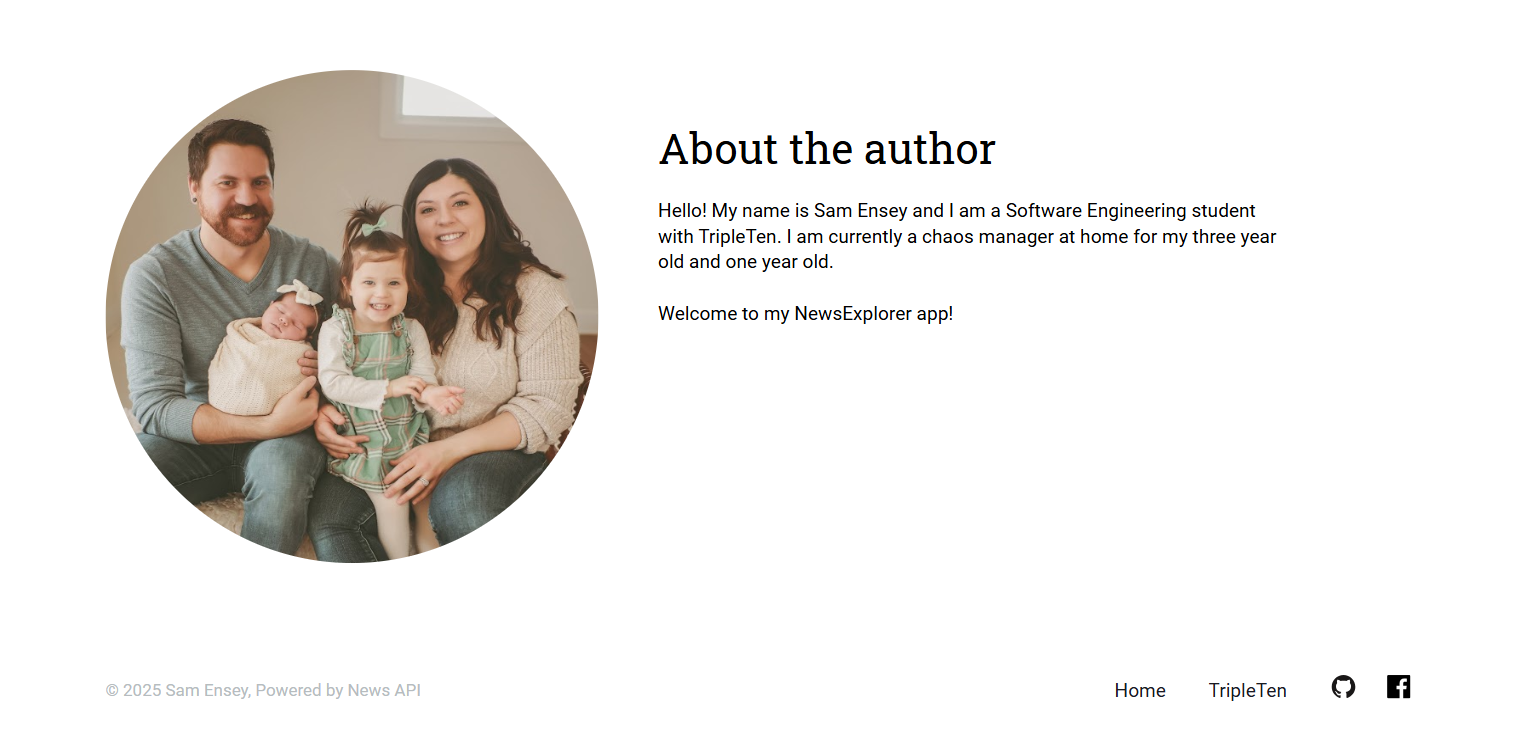 About the author
Hello! My name is Sam Ensey and I am a Software Engineering student
with TripleTen. I am currently a chaos manager at home for my three year
old and one year old.
Welcome to my NewsExplorer app!
© 2025 Sam Ensey, Powered by News API
Home TripleTen